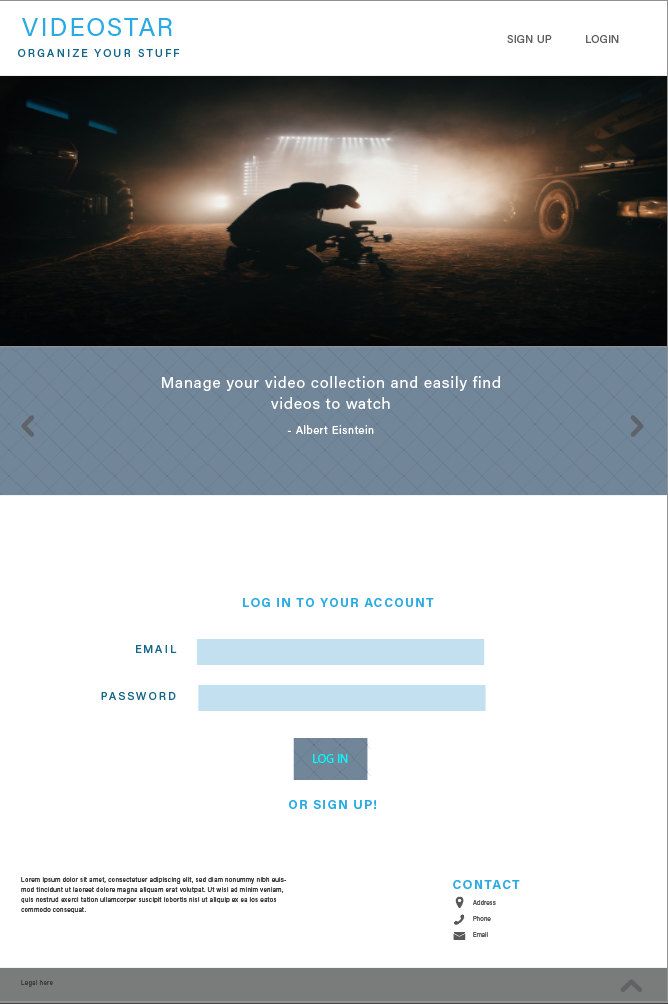 VIDEOSTAR
ORGANIZE YOUR STUFF
SIGN UP
LOGIN
Manage your video collection and easily find
videos to watch
- Albert Eisntein
LOG IN TO YOUR ACCOUNT
EMAIL
PASSWORD
LOG IN
OR SIGN UP!
Lorem ipsum dolor sit amet, consectetuer adipiscing elit, sed diam nonummy nibh euis-
mod tincidunt ut laoreet dolore magna aliquam erat volutpat. Ut wisi ad minim veniam,
quis nostrud exerci tation ullamcorper suscipit lobortis nisl ut aliquip ex ea los eatos
commodo consequat.
CONTACT
Address
Phone
Email
Legal here